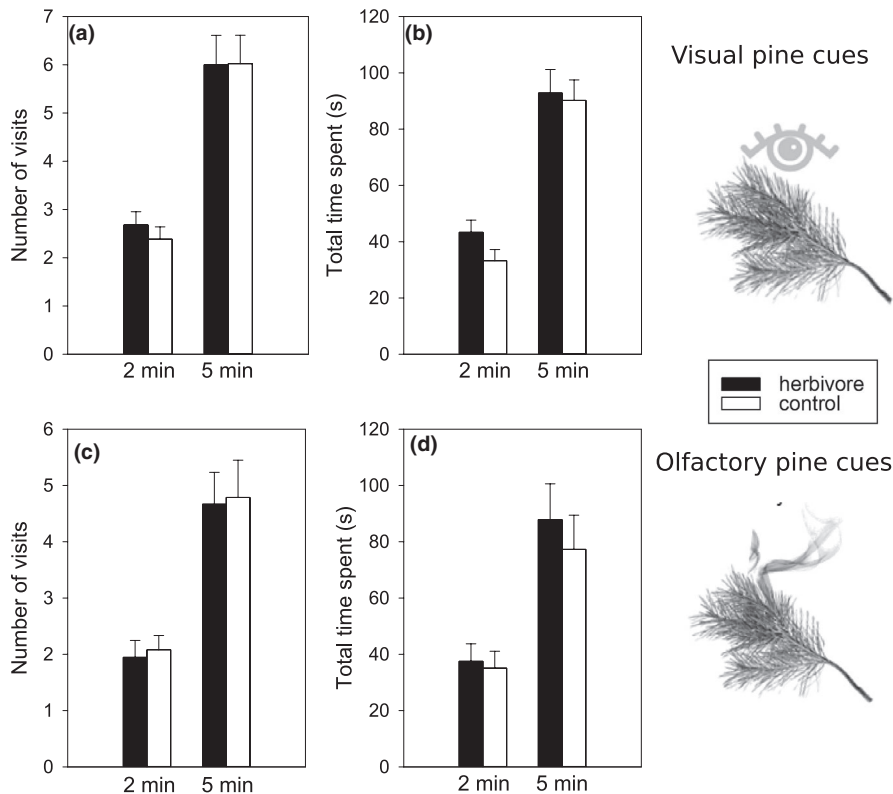 (a)
Number of visits
7
6
5
4
3
2
1
0
2 min 5 min
(b)
Total time spent (s)
120
100
80
60
40
20
0
2 min 5 min
Visual pine cues
herbivore
control
(c)
Number of visits
6
5
4
3
2
1
0
2 min 5 min
(d)
Total time spent (s)
120
100
80
60
40
20
0
2 min 5 min
Olfactory pine cues